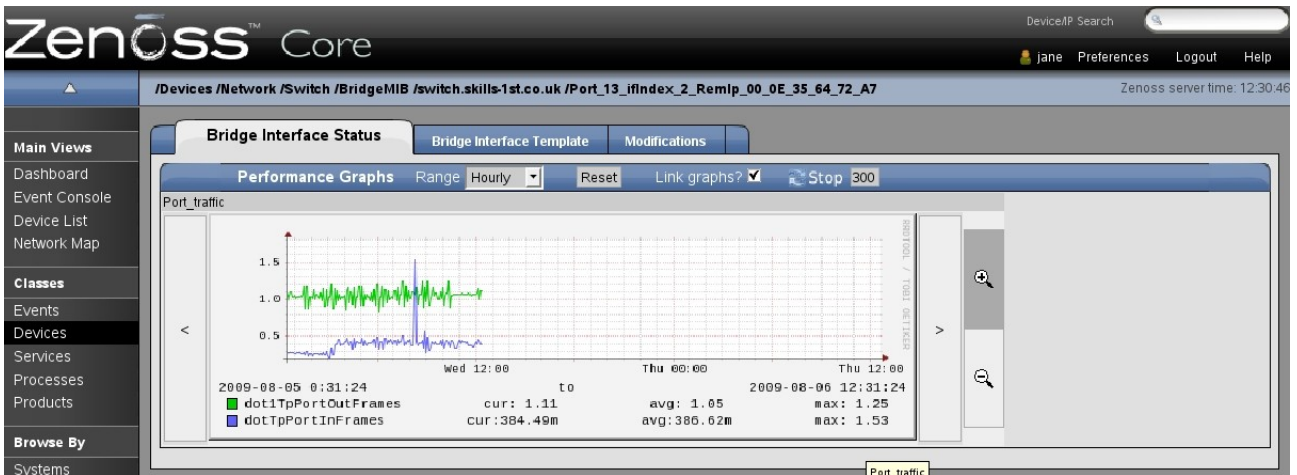 Zenoss™ Core
Device/IP Search
jane Preferences Logout Help
/Devices /Network /Switch /BridgeMIB /switch.skills-1st.co.uk /Port_13_ifIndex_2_RemIp_00_0E_35_64_72_A7
Zenoss server time: 12:30:46
Main Views
Dashboard
Event Console
Device List
Network Map
Classes
Events
Devices
Services
Processes
Products
Browse By
Systems
Bridge Interface Status
Bridge Interface Template
Modifications
Performance Graphs Range Hourly Reset Link graphs? Stop 300
Port_traffic
1.5
1.0
0.5
Wed 12:00 Thu 00:00 Thu 12:00
2009-08-05 0:31:24 to 2009-08-06 12:31:24
dot1TpPortOutFrames cur: 1.11 avg: 1.05 max: 1.25
dotTpPortInFrames cur:384.49m avg:386.62m max: 1.53
RRDTOOL / TOBI OETIKER
<
>
Port_traffic